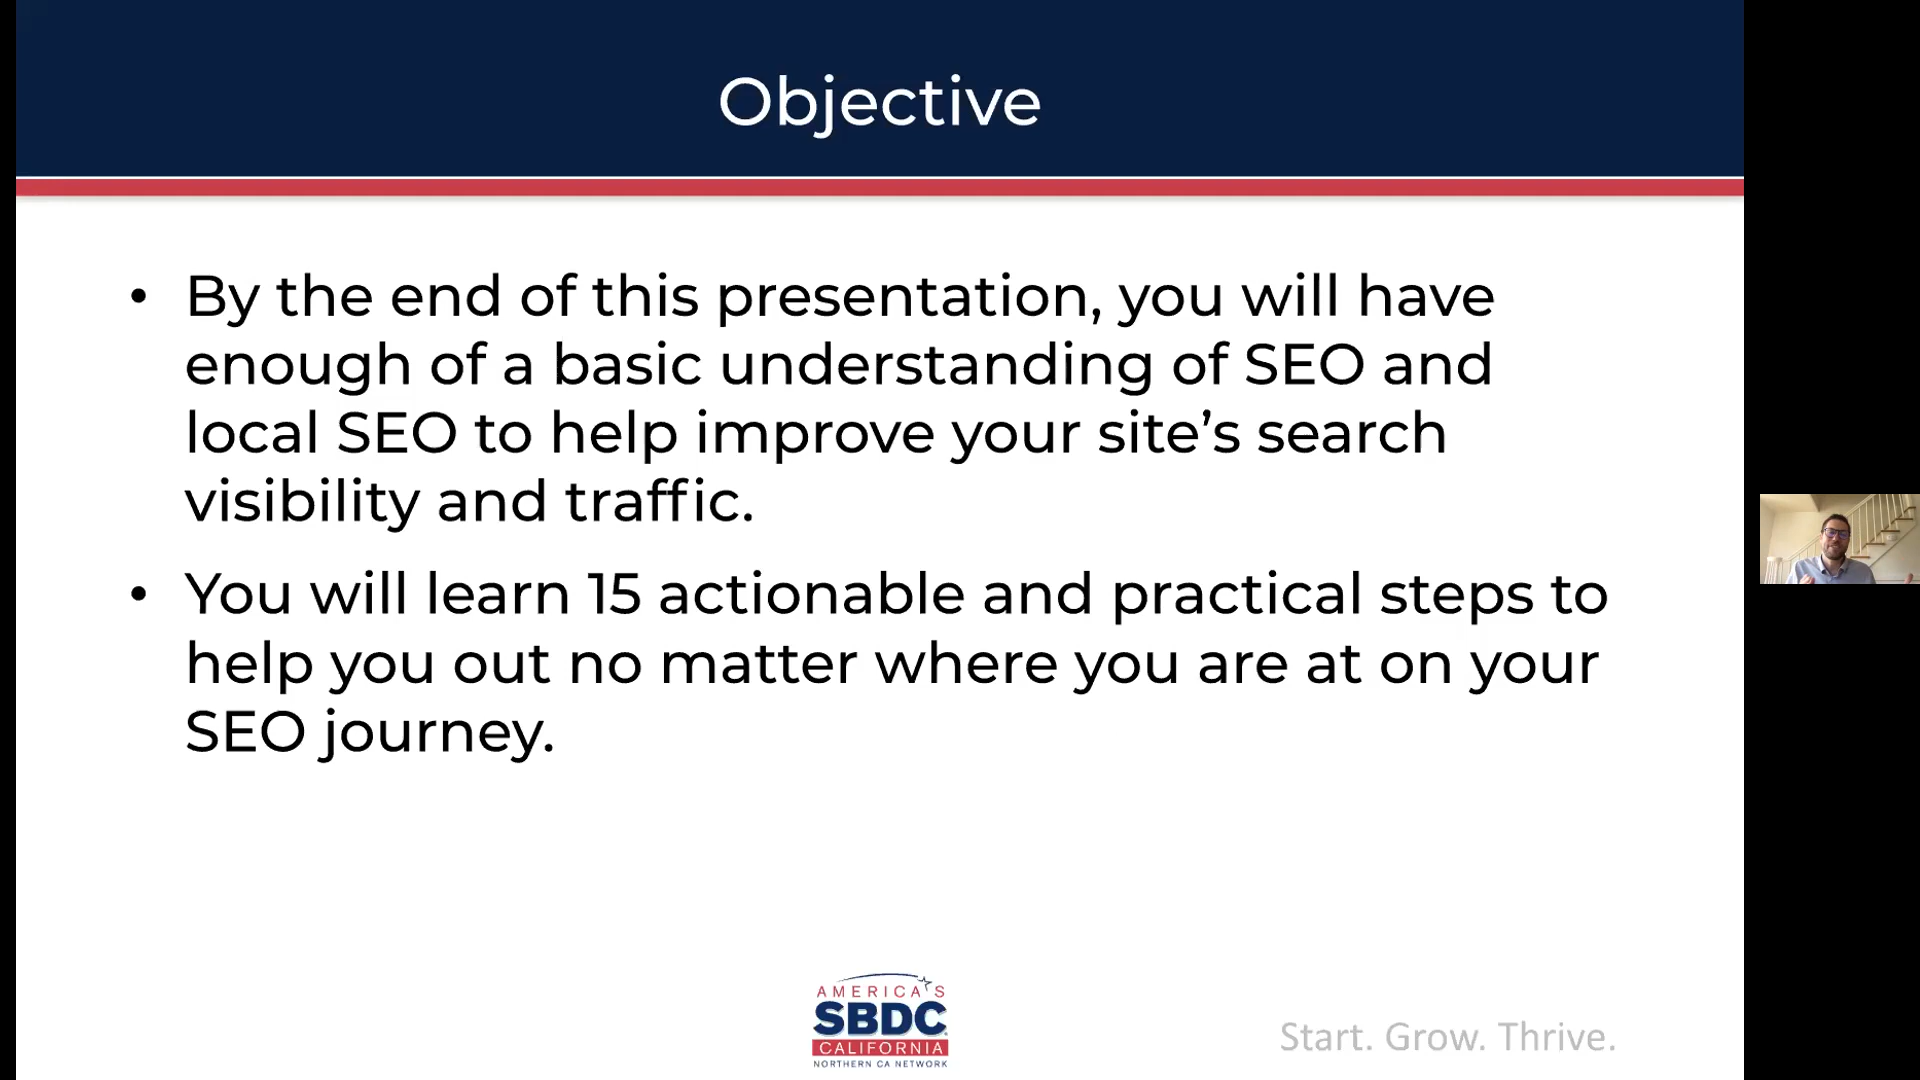 Objective
• By the end of this presentation, you will have
enough of a basic understanding of SEO and
local SEO to help improve your site’s search
visibility and traffic.
• You will learn 15 actionable and practical steps to
help you out no matter where you are at on your
SEO journey.
AMERICA'S
SBDC
CALIFORNIA
NORTHERN CA NETWORK
Start. Grow. Thrive.